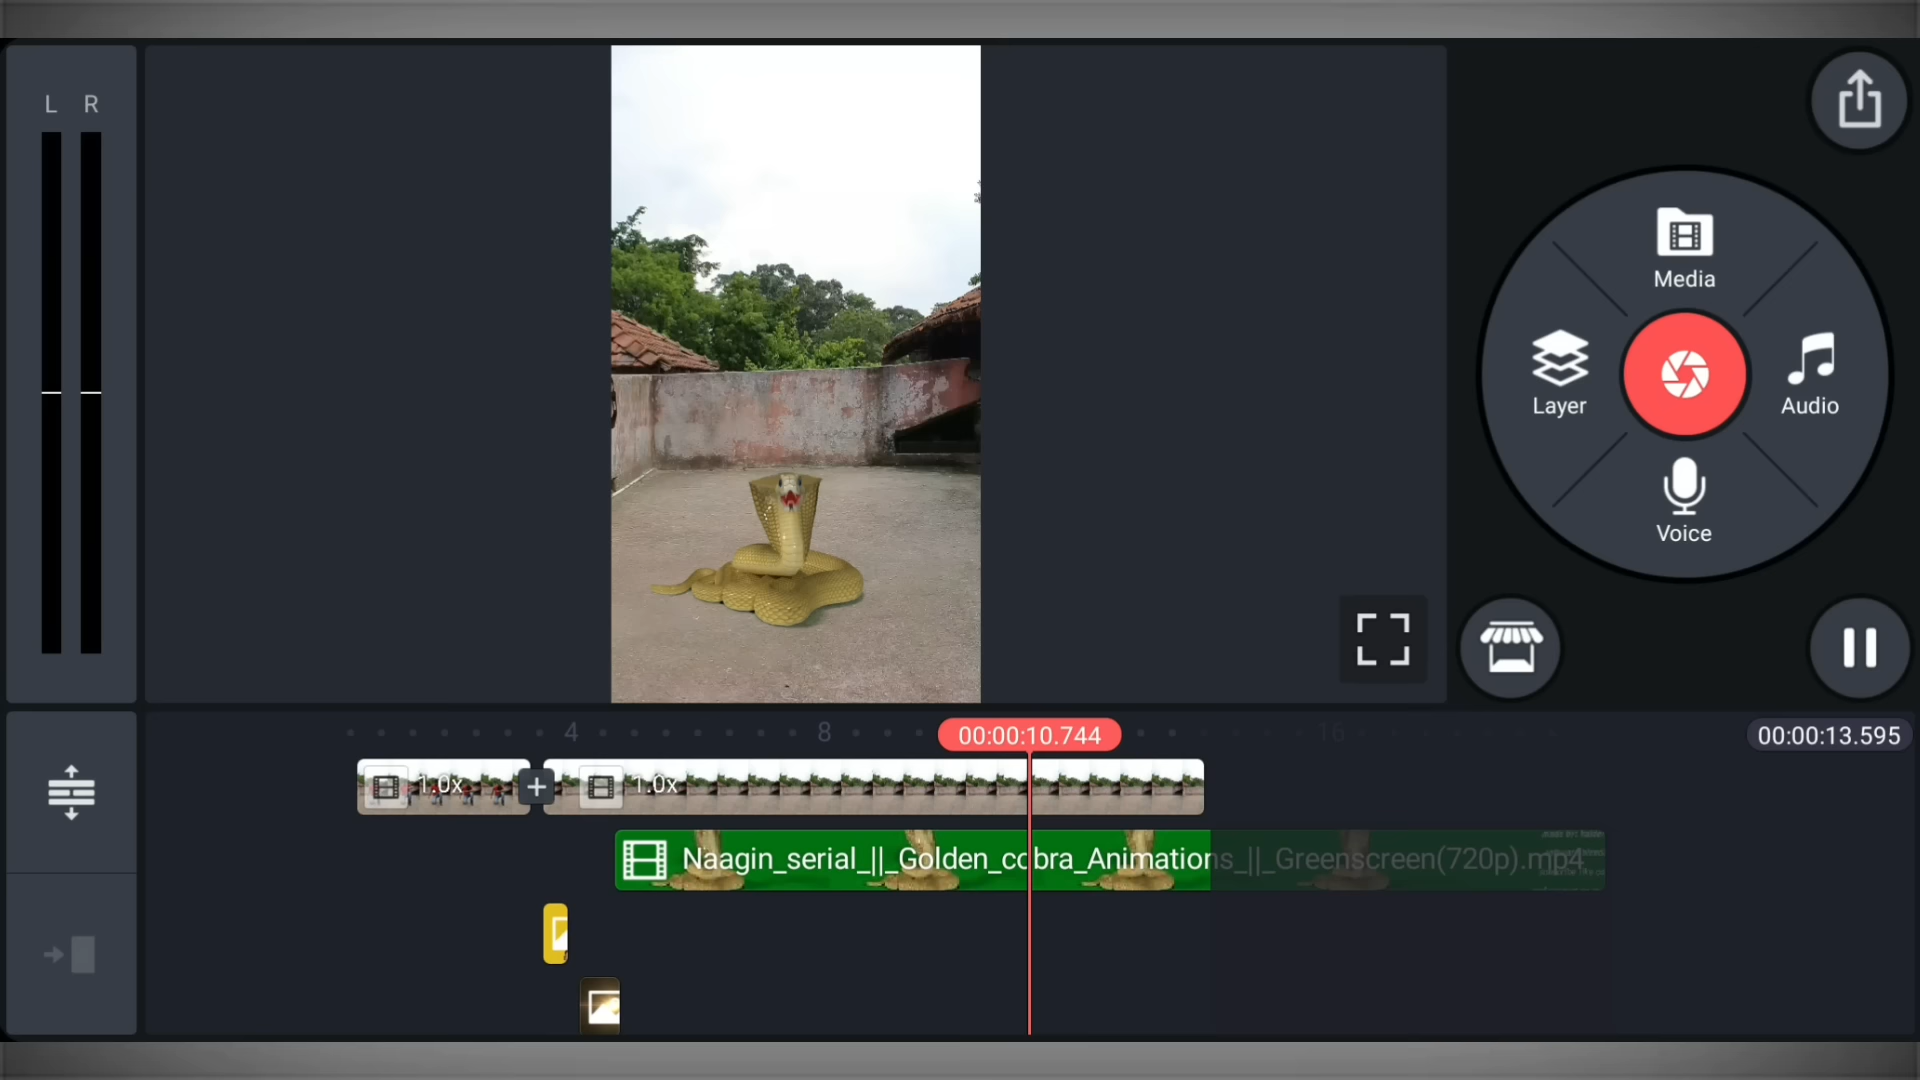 L R
Media
Layer
Audio
Voice
4 8 16
00:00:10.744
00:00:13.595
1.0x
1.0x
Naagin_serial_||_Golden_cobra_Animations_||_Greenscreen(720p).mp4